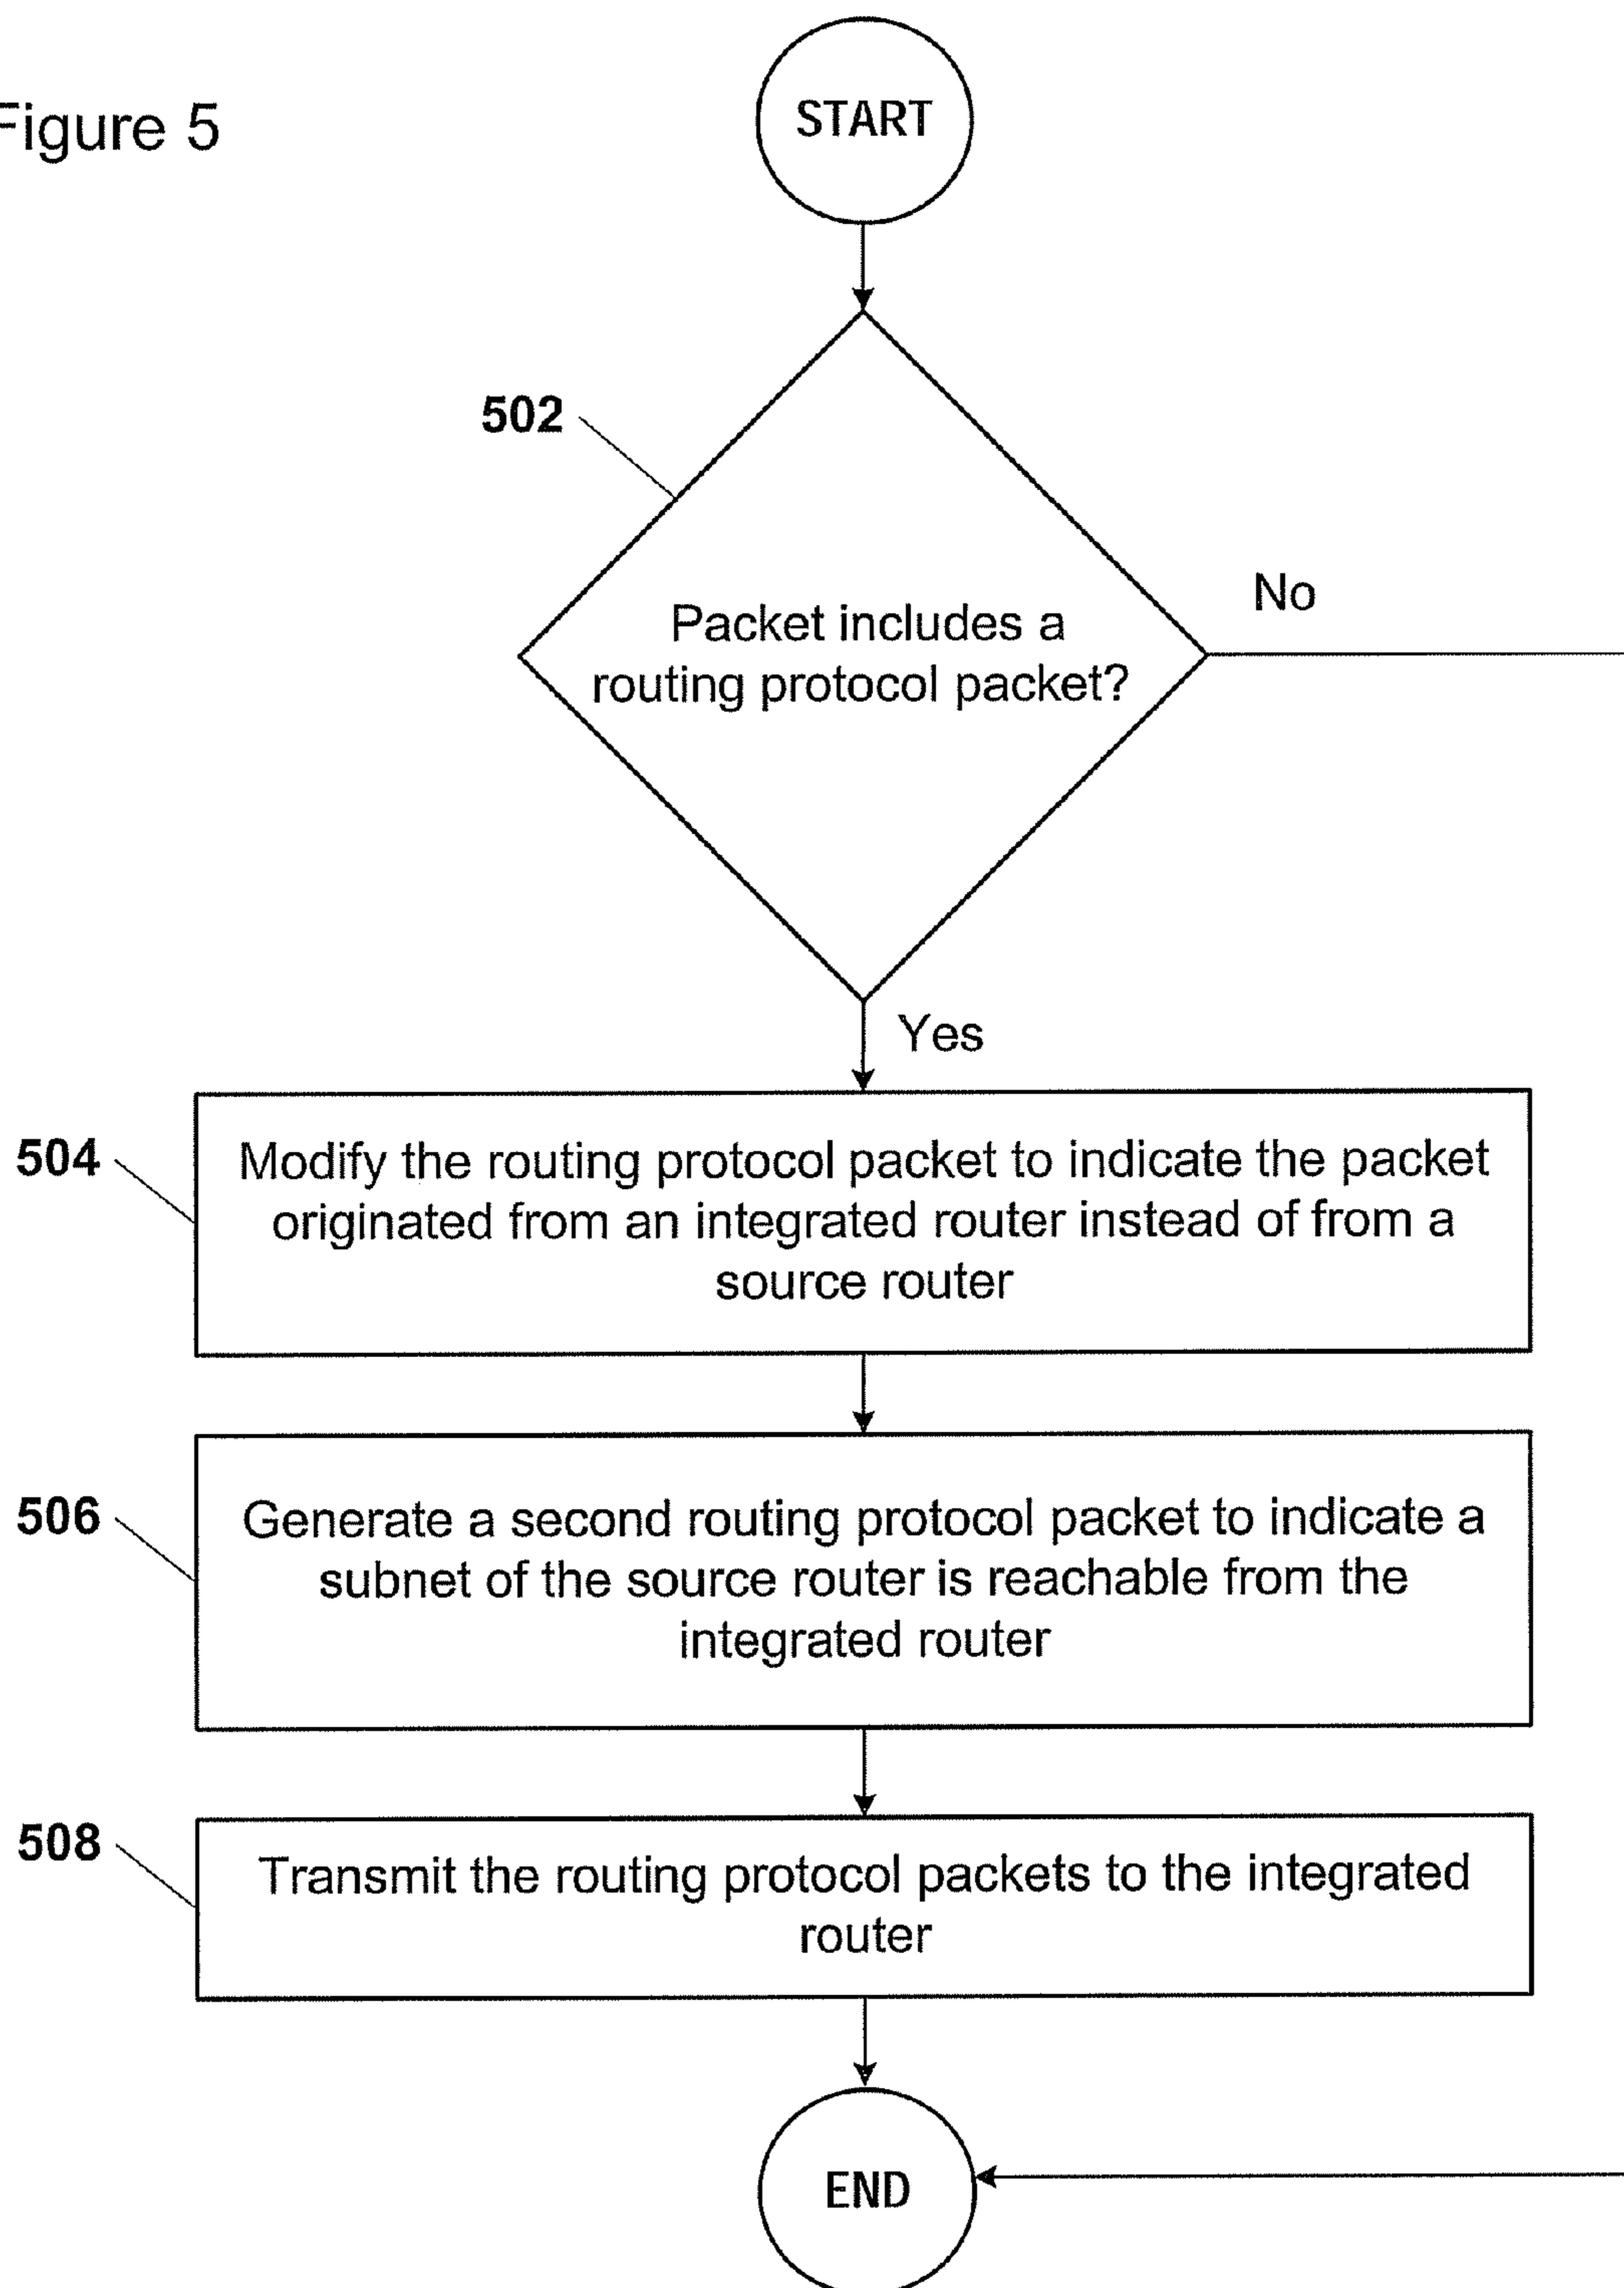 Figure 5
START
502
Packet includes a
routing protocol packet?
No
Yes
504
Modify the routing protocol packet to indicate the packet
originated from an integrated router instead of from a
source router
506
Generate a second routing protocol packet to indicate a
subnet of the source router is reachable from the
integrated router
508
Transmit the routing protocol packets to the integrated
router
END